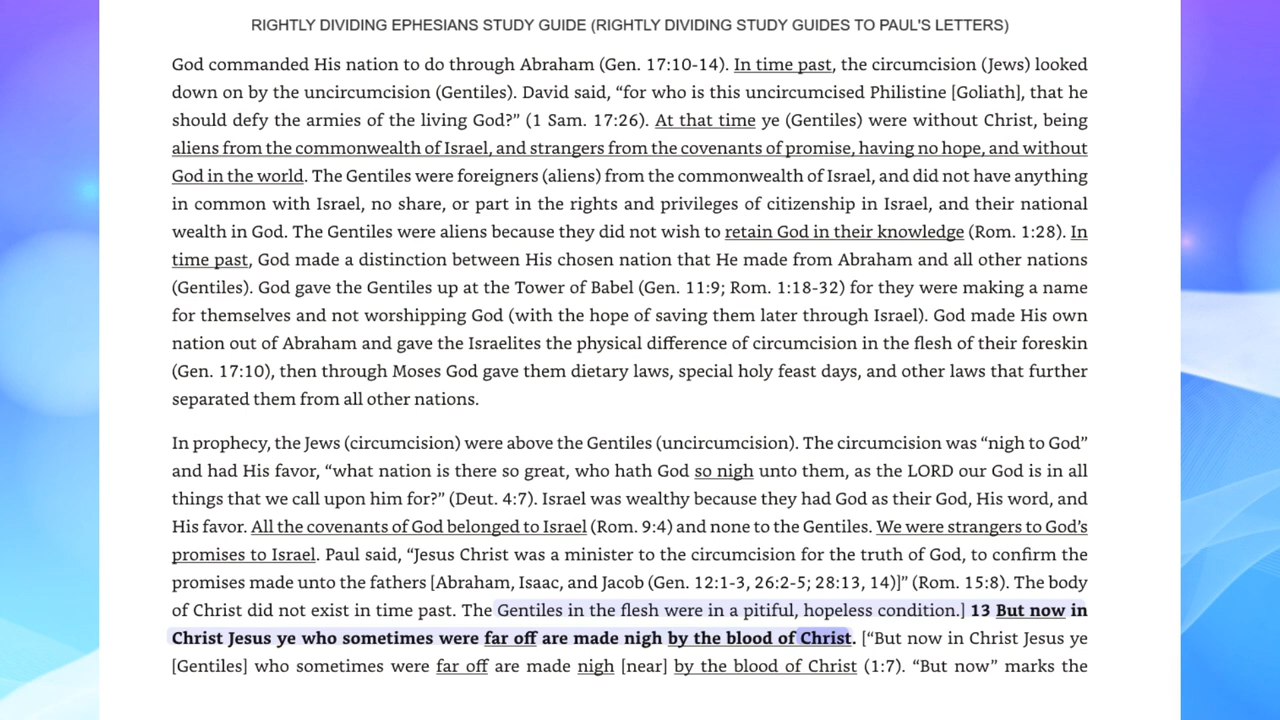 RIGHTLY DIVIDING EPHESIANS STUDY GUIDE (RIGHTLY DIVIDING STUDY GUIDES TO PAUL'S LETTERS)
God commanded His nation to do through Abraham (Gen. 17:10-14). In time past, the circumcision (Jews) looked
down on by the uncircumcision (Gentiles). David said, “for who is this uncircumcised Philistine [Goliath], that he
should defy the armies of the living God?” (1 Sam. 17:26). At that time ye (Gentiles) were without Christ, being
aliens from the commonwealth of Israel, and strangers from the covenants of promise, having no hope, and without
God in the world. The Gentiles were foreigners (aliens) from the commonwealth of Israel, and did not have anything
in common with Israel, no share, or part in the rights and privileges of citizenship in Israel, and their national
wealth in God. The Gentiles were aliens because they did not wish to retain God in their knowledge (Rom. 1:28). In
time past, God made a distinction between His chosen nation that He made from Abraham and all other nations
(Gentiles). God gave the Gentiles up at the Tower of Babel (Gen. 11:9; Rom. 1:18-32) for they were making a name
for themselves and not worshipping God (with the hope of saving them later through Israel). God made His own
nation out of Abraham and gave the Israelites the physical difference of circumcision in the flesh of their foreskin
(Gen. 17:10), then through Moses God gave them dietary laws, special holy feast days, and other laws that further
separated them from all other nations.
In prophecy, the Jews (circumcision) were above the Gentiles (uncircumcision). The circumcision was “nigh to God”
and had His favor, “what nation is there so great, who hath God so nigh unto them, as the LORD our God is in all
things that we call upon him for?” (Deut. 4:7). Israel was wealthy because they had God as their God, His word, and
His favor. All the covenants of God belonged to Israel (Rom. 9:4) and none to the Gentiles. We were strangers to God’s
promises to Israel. Paul said, “Jesus Christ was a minister to the circumcision for the truth of God, to confirm the
promises made unto the fathers [Abraham, Isaac, and Jacob (Gen. 12:1-3, 26:2-5; 28:13, 14)]” (Rom. 15:8). The body
of Christ did not exist in time past. The Gentiles in the flesh were in a pitiful, hopeless condition.] 13 But now in
Christ Jesus ye who sometimes were far off are made nigh by the blood of Christ. [“But now in Christ Jesus ye
[Gentiles] who sometimes were far off are made nigh [near] by the blood of Christ (1:7). “But now” marks the